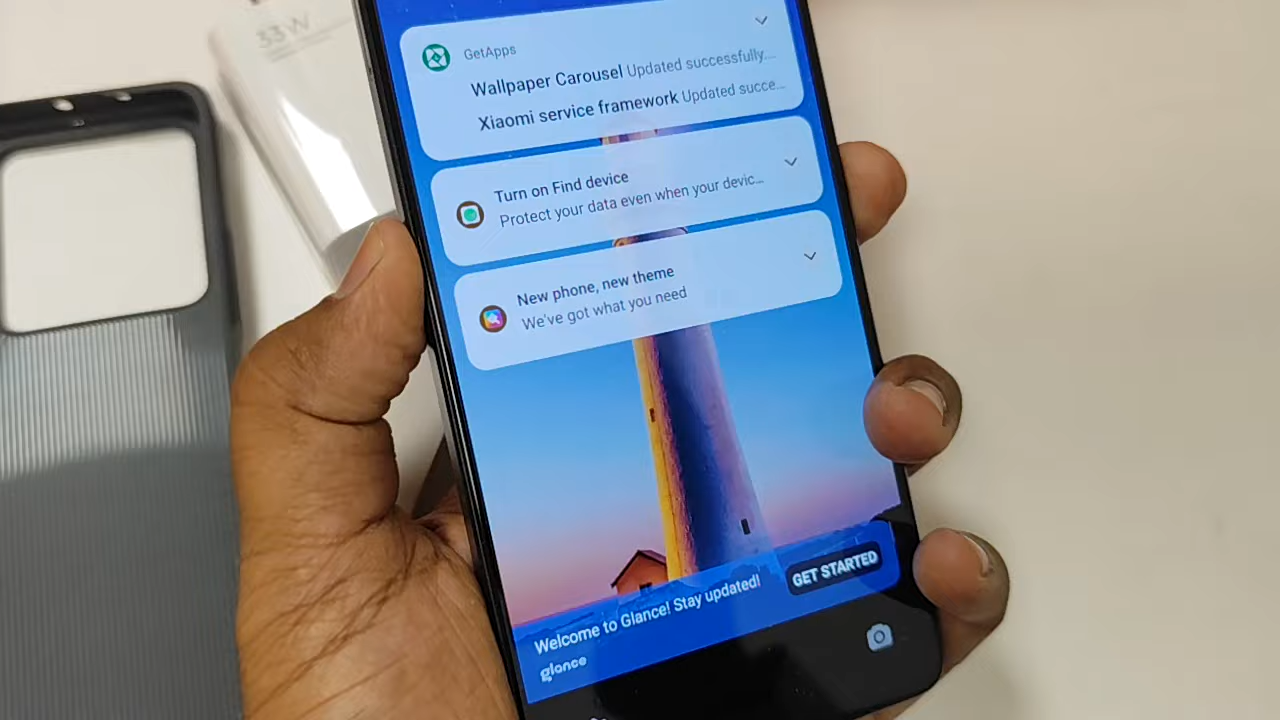 33W
GetApps
Wallpaper Carousel Updated successfully....
Xiaomi service framework Updated succe...
Turn on Find device
Protect your data even when your devic...
New phone, new theme
We've got what you need
Welcome to Glance! Stay updated!
GET STARTED
glance